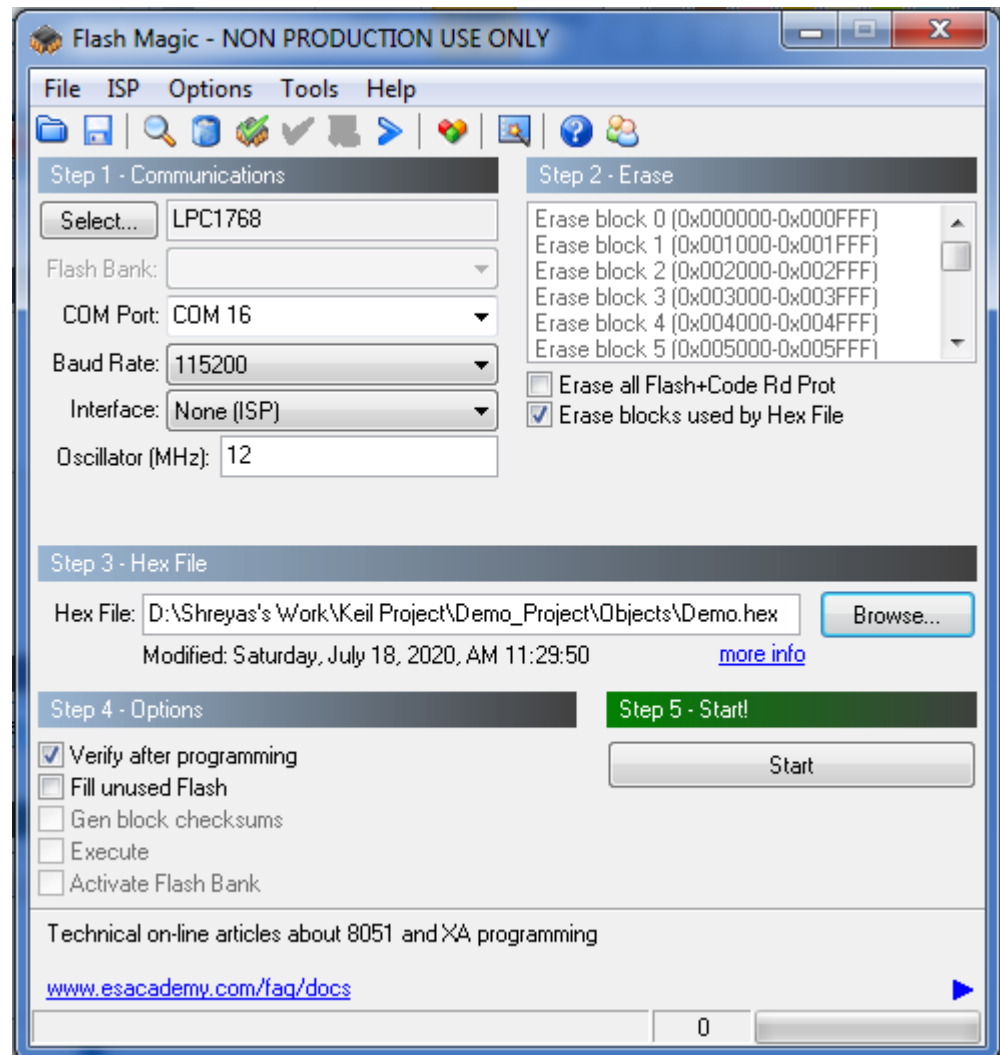 Flash Magic - NON PRODUCTION USE ONLY
File ISP Options Tools Help
Step 1 - Communications
Select... LPC1768
Flash Bank:
COM Port: COM 16
Baud Rate: 115200
Interface: None (ISP)
Oscillator (MHz): 12
Step 2 - Erase
Erase block 0 (0x000000-0x000FFF)
Erase block 1 (0x001000-0x001FFF)
Erase block 2 (0x002000-0x002FFF)
Erase block 3 (0x003000-0x003FFF)
Erase block 4 (0x004000-0x004FFF)
Erase block 5 (0x005000-0x005FFF)
Erase all Flash+Code Rd Prot
Erase blocks used by Hex File
Step 3 - Hex File
Hex File: D:\Shreyas's Work\Keil Project\Demo_Project\Objects\Demo.hex Browse...
Modified: Saturday, July 18, 2020, AM 11:29:50 more info
Step 4 - Options
Verify after programming
Fill unused Flash
Gen block checksums
Execute
Activate Flash Bank
Step 5 - Start!
Start
Technical on-line articles about 8051 and XA programming
www.esacademy.com/faq/docs
0